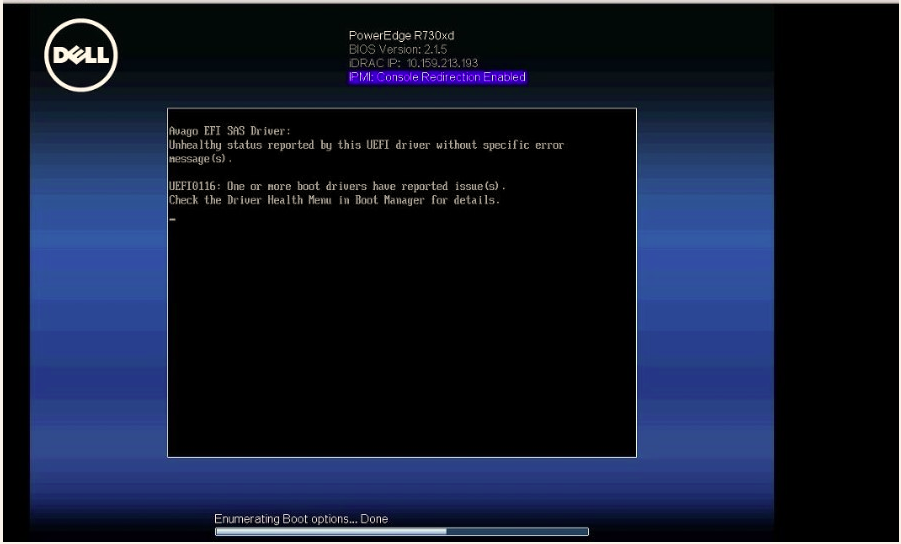 DELL
PowerEdge R730xd
BIOS Version: 2.1.5
iDRAC IP: 10.159.213.193
IPMI: Console Redirection Enabled
Avago EFI SAS Driver:
Unhealthy status reported by this UEFI driver without specific error
message(s).
UEFI0116: One or more boot drivers have reported issue(s).
Check the Driver Health Menu in Boot Manager for details.
Enumerating Boot options... Done